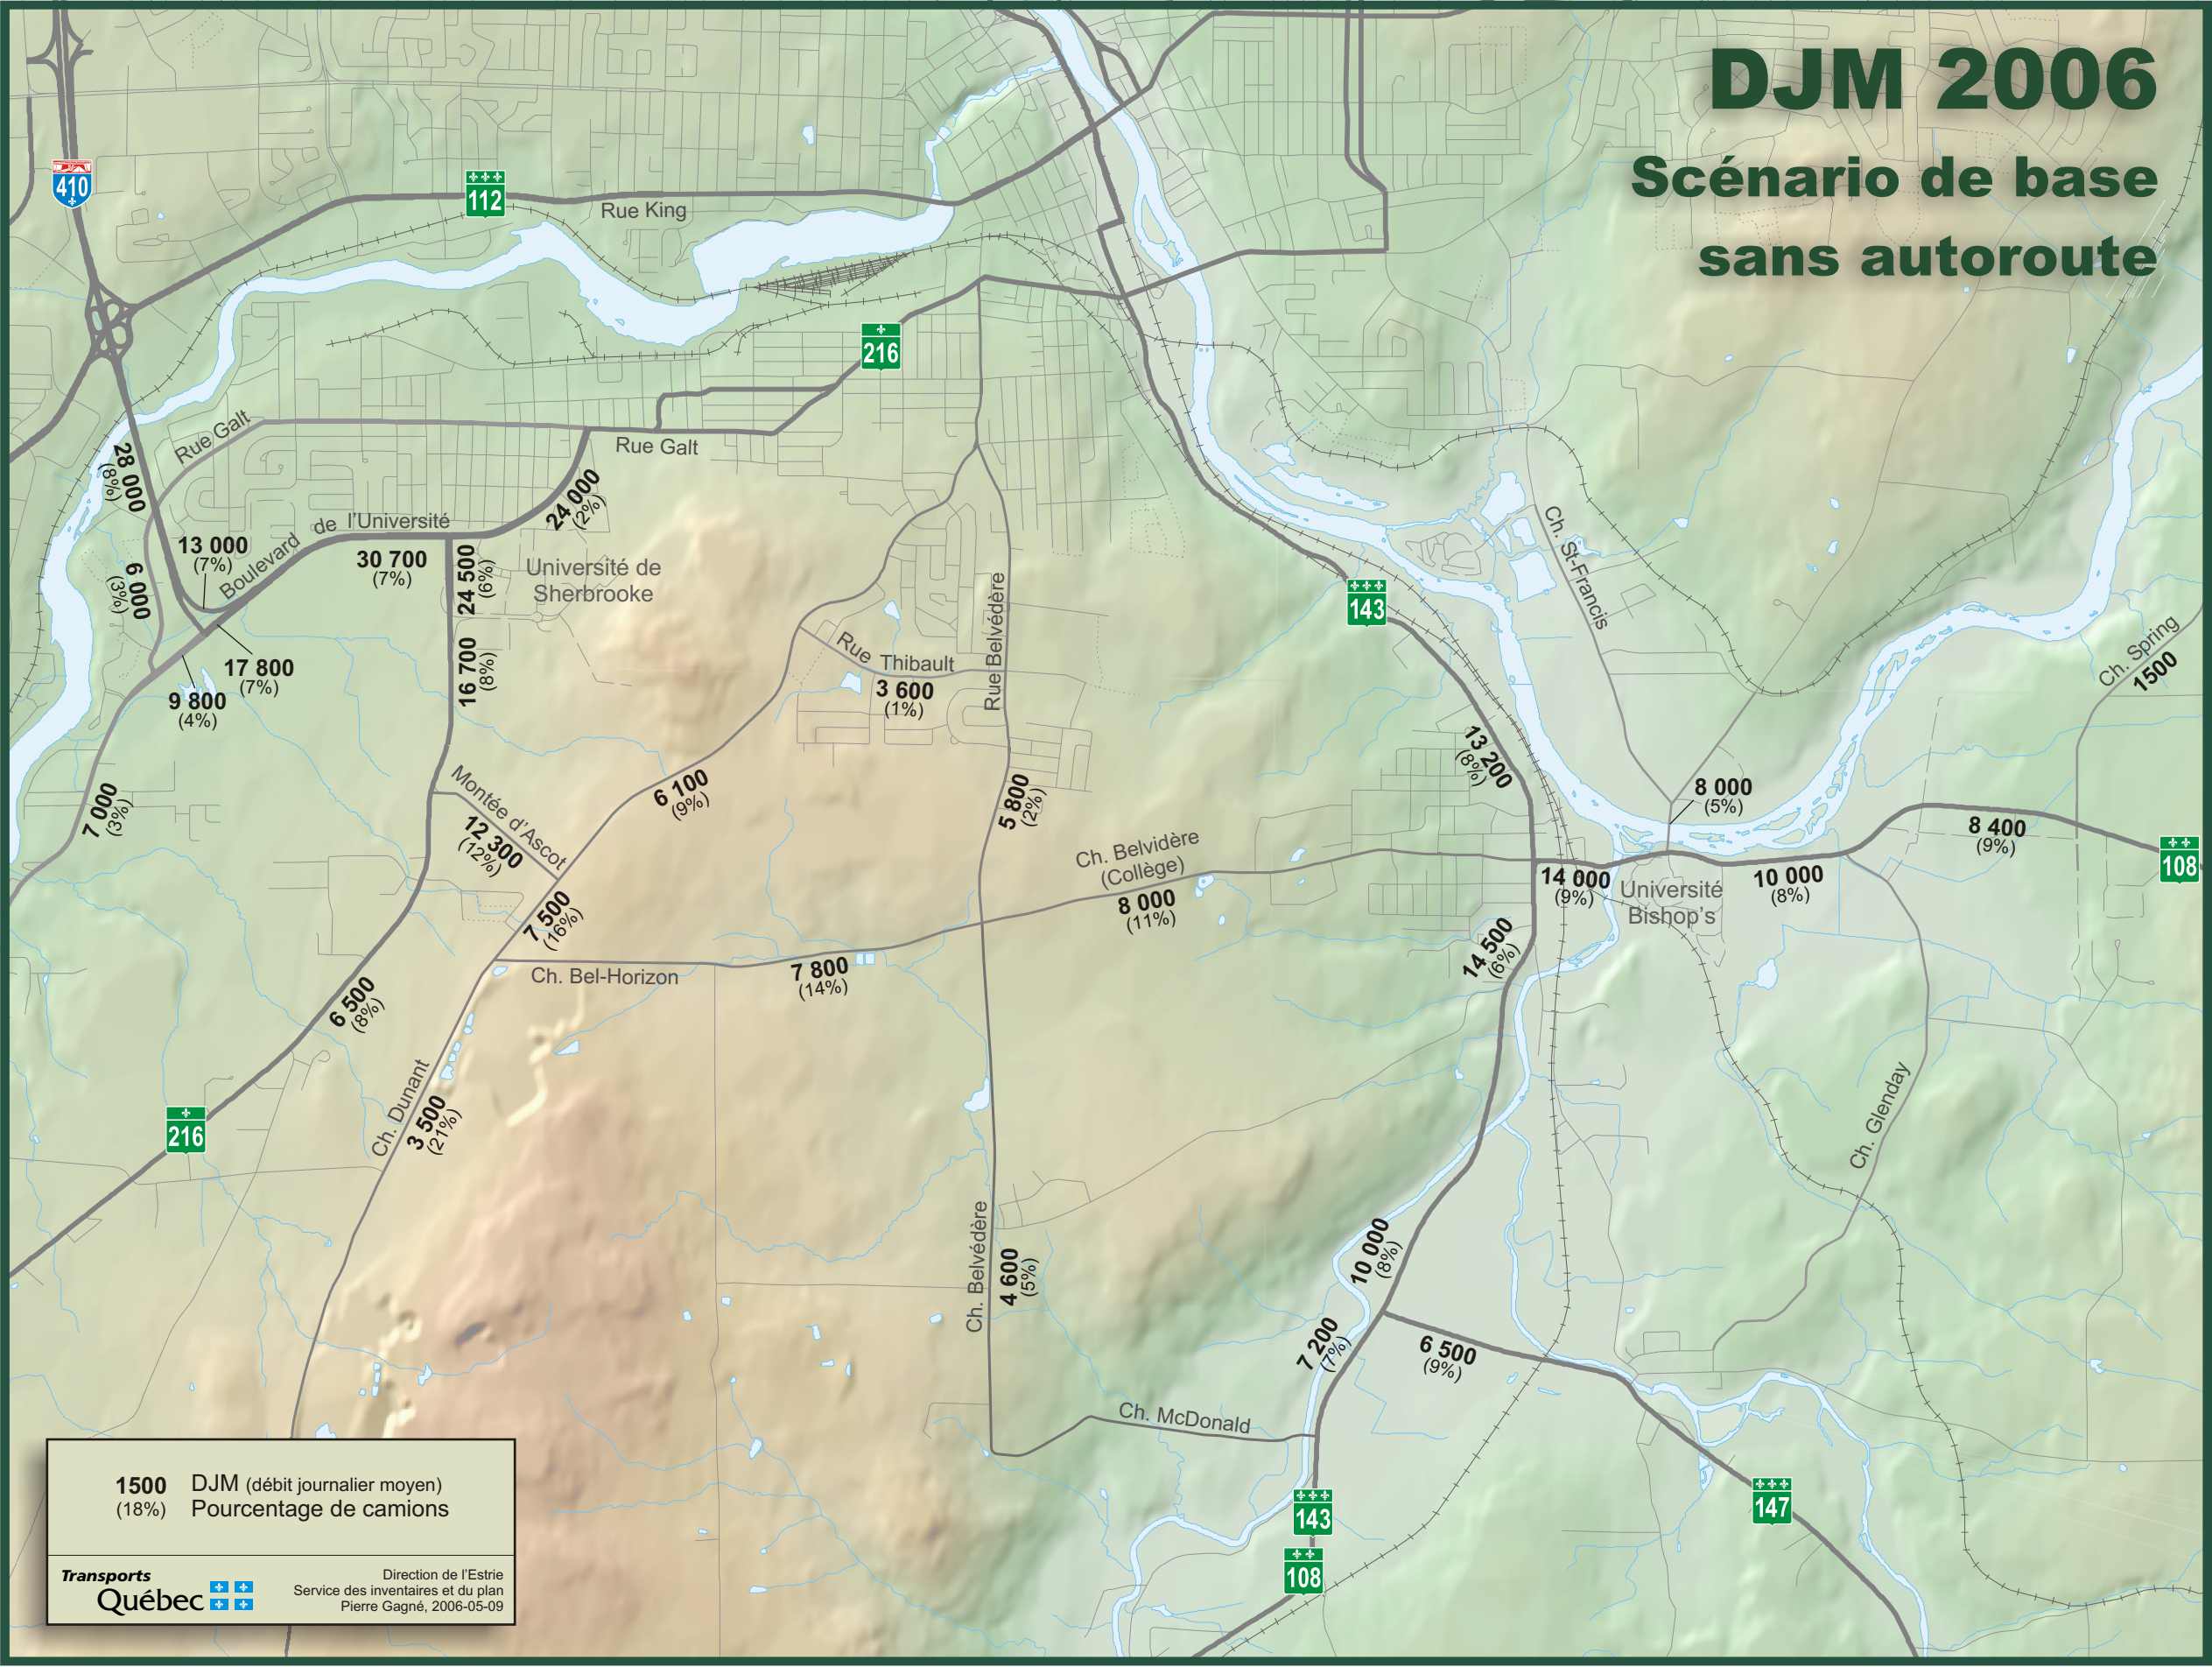 DJM 2006
Scénario de base
sans autoroute
410
112
Rue King
216
Rue Galt
Rue Galt
28 000
(8%)
24 000
(2%)
Boulevard de l'Université
13 000
(7%)
30 700
(7%)
24 500
(6%)
Université de
Sherbrooke
6 000
(3%)
17 800
(7%)
9 800
(4%)
16 700
(8%)
7 000
(3%)
Rue Thibault
3 600
(1%)
Rue Belvédère
143
Ch. St-Francis
Ch. Spring
1500
Montée d'Ascot
12 300
(12%)
6 100
(9%)
5 800
(2%)
13 200
(8%)
8 000
(5%)
8 400
(9%)
108
Ch. Belvidère
(Collège)
8 000
(11%)
14 000
(9%)
Université
Bishop's
10 000
(8%)
7 500
(16%)
14 500
(6%)
Ch. Bel-Horizon
7 800
(14%)
6 500
(8%)
Ch. Dunant
3 500
(21%)
216
Ch. Glenday
Ch. Belvédère
4 600
(5%)
10 000
(8%)
7 200
(7%)
6 500
(9%)
Ch. McDonald
143
108
147
1500 DJM (débit journalier moyen)
(18%) Pourcentage de camions
Transports
Québec
Direction de l'Estrie
Service des inventaires et du plan
Pierre Gagné, 2006-05-09